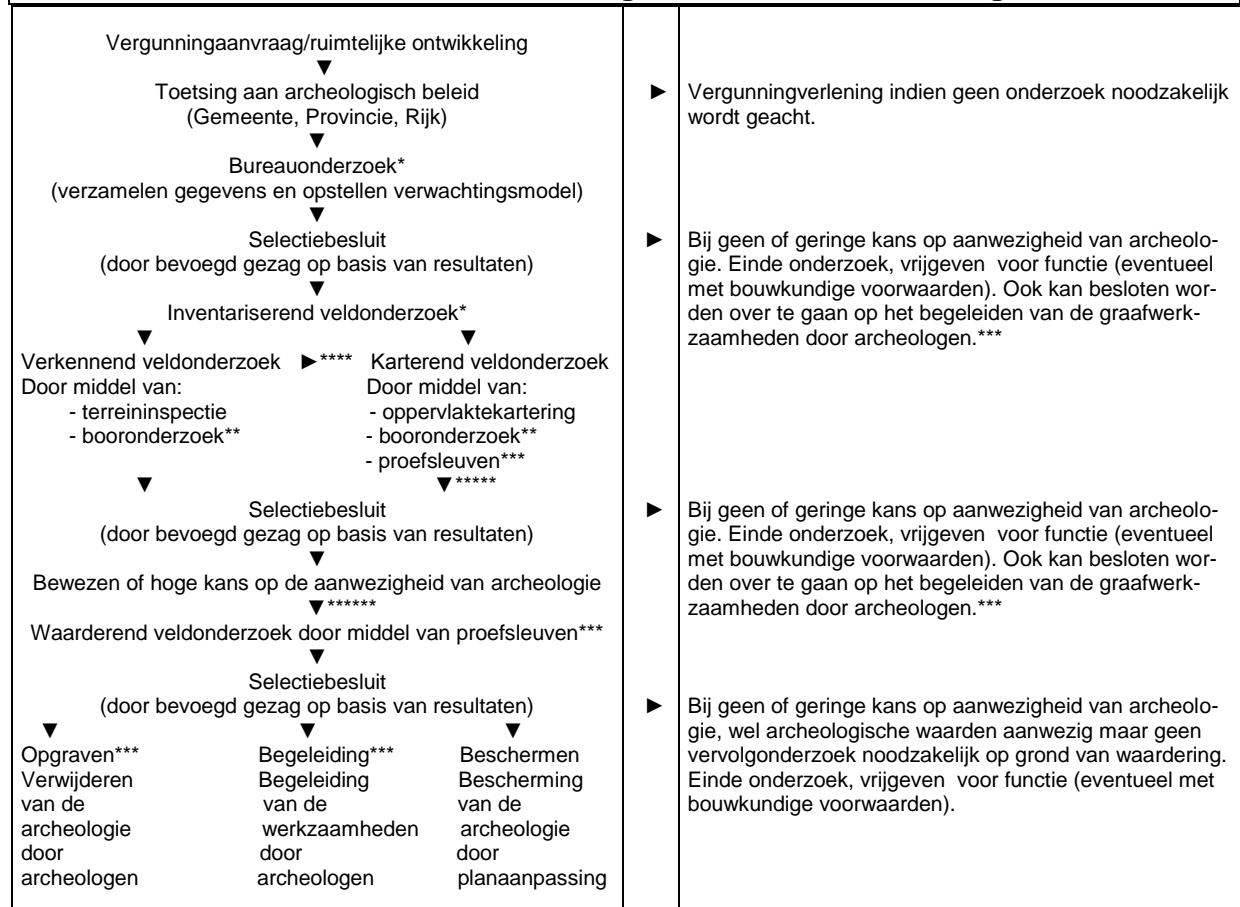 Vergunningaanvraag/ruimtelijke ontwikkeling
▼
Toetsing aan archeologisch beleid
(Gemeente, Provincie, Rijk)
► Vergunningverlening indien geen onderzoek noodzakelijk
wordt geacht.
▼
Bureauonderzoek*
(verzamelen gegevens en opstellen verwachtingsmodel)
▼
Selectiebesluit
(door bevoegd gezag op basis van resultaten)
▼
Inventariserend veldonderzoek*
► Bij geen of geringe kans op aanwezigheid van archeolo-
gie. Einde onderzoek, vrijgeven voor functie (eventueel
met bouwkundige voorwaarden). Ook kan besloten wor-
den over te gaan op het begeleiden van de graafwerk-
zaamheden door archeologen.***
▼ ▼
Verkennend veldonderzoek ►**** Karterend veldonderzoek
Door middel van: Door middel van:
- terreininspectie - oppervlaktekartering
- booronderzoek** - booronderzoek**
- proefsleuven***
▼ ▼*****
Selectiebesluit
(door bevoegd gezag op basis van resultaten)
▼
Bewezen of hoge kans op de aanwezigheid van archeologie
► Bij geen of geringe kans op aanwezigheid van archeolo-
gie. Einde onderzoek, vrijgeven voor functie (eventueel
met bouwkundige voorwaarden). Ook kan besloten wor-
den over te gaan op het begeleiden van de graafwerk-
zaamheden door archeologen.***
▼******
Waarderend veldonderzoek door middel van proefsleuven***
▼
Selectiebesluit
(door bevoegd gezag op basis van resultaten)
► Bij geen of geringe kans op aanwezigheid van archeolo-
gie, wel archeologische waarden aanwezig maar geen
vervolgonderzoek noodzakelijk op grond van waardering.
Einde onderzoek, vrijgeven voor functie (eventueel met
bouwkundige voorwaarden).
▼ ▼ ▼
Opgraven*** Begeleiding*** Beschermen
Verwijderen Begeleiding Bescherming
van de van de van de
archeologie werkzaamheden archeologie
door door door
archeologen archeologen planaanpassing